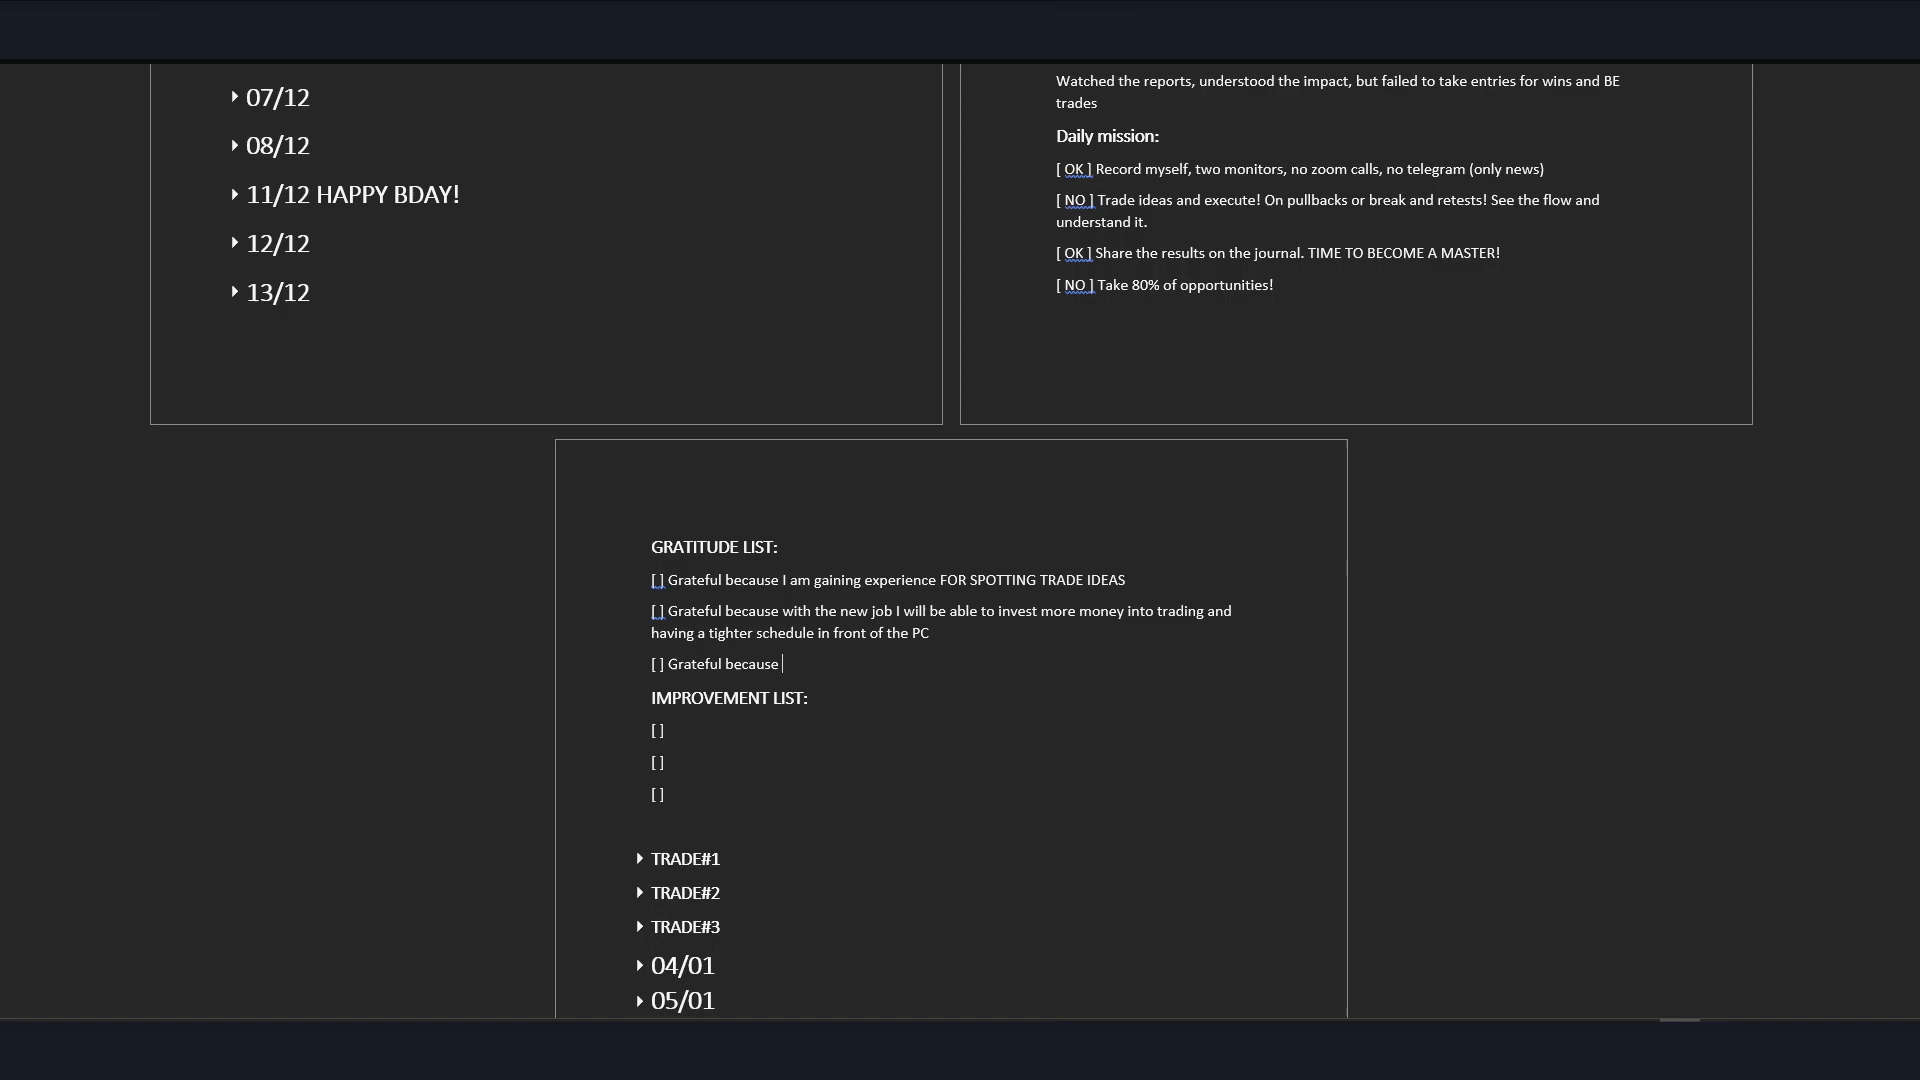 07/12
08/12
11/12 HAPPY BDAY!
12/12
13/12
Watched the reports, understood the impact, but failed to take entries for wins and BE
trades
Daily mission:
[ OK ] Record myself, two monitors, no zoom calls, no telegram (only news)
[ NO ] Trade ideas and execute! On pullbacks or break and retests! See the flow and
understand it.
[ OK ] Share the results on the journal. TIME TO BECOME A MASTER!
[ NO ] Take 80% of opportunities!
GRATITUDE LIST:
[ ] Grateful because I am gaining experience FOR SPOTTING TRADE IDEAS
[ ] Grateful because with the new job I will be able to invest more money into trading and
having a tighter schedule in front of the PC
[ ] Grateful because
IMPROVEMENT LIST:
[ ]
[ ]
[ ]
TRADE#1
TRADE#2
TRADE#3
04/01
05/01